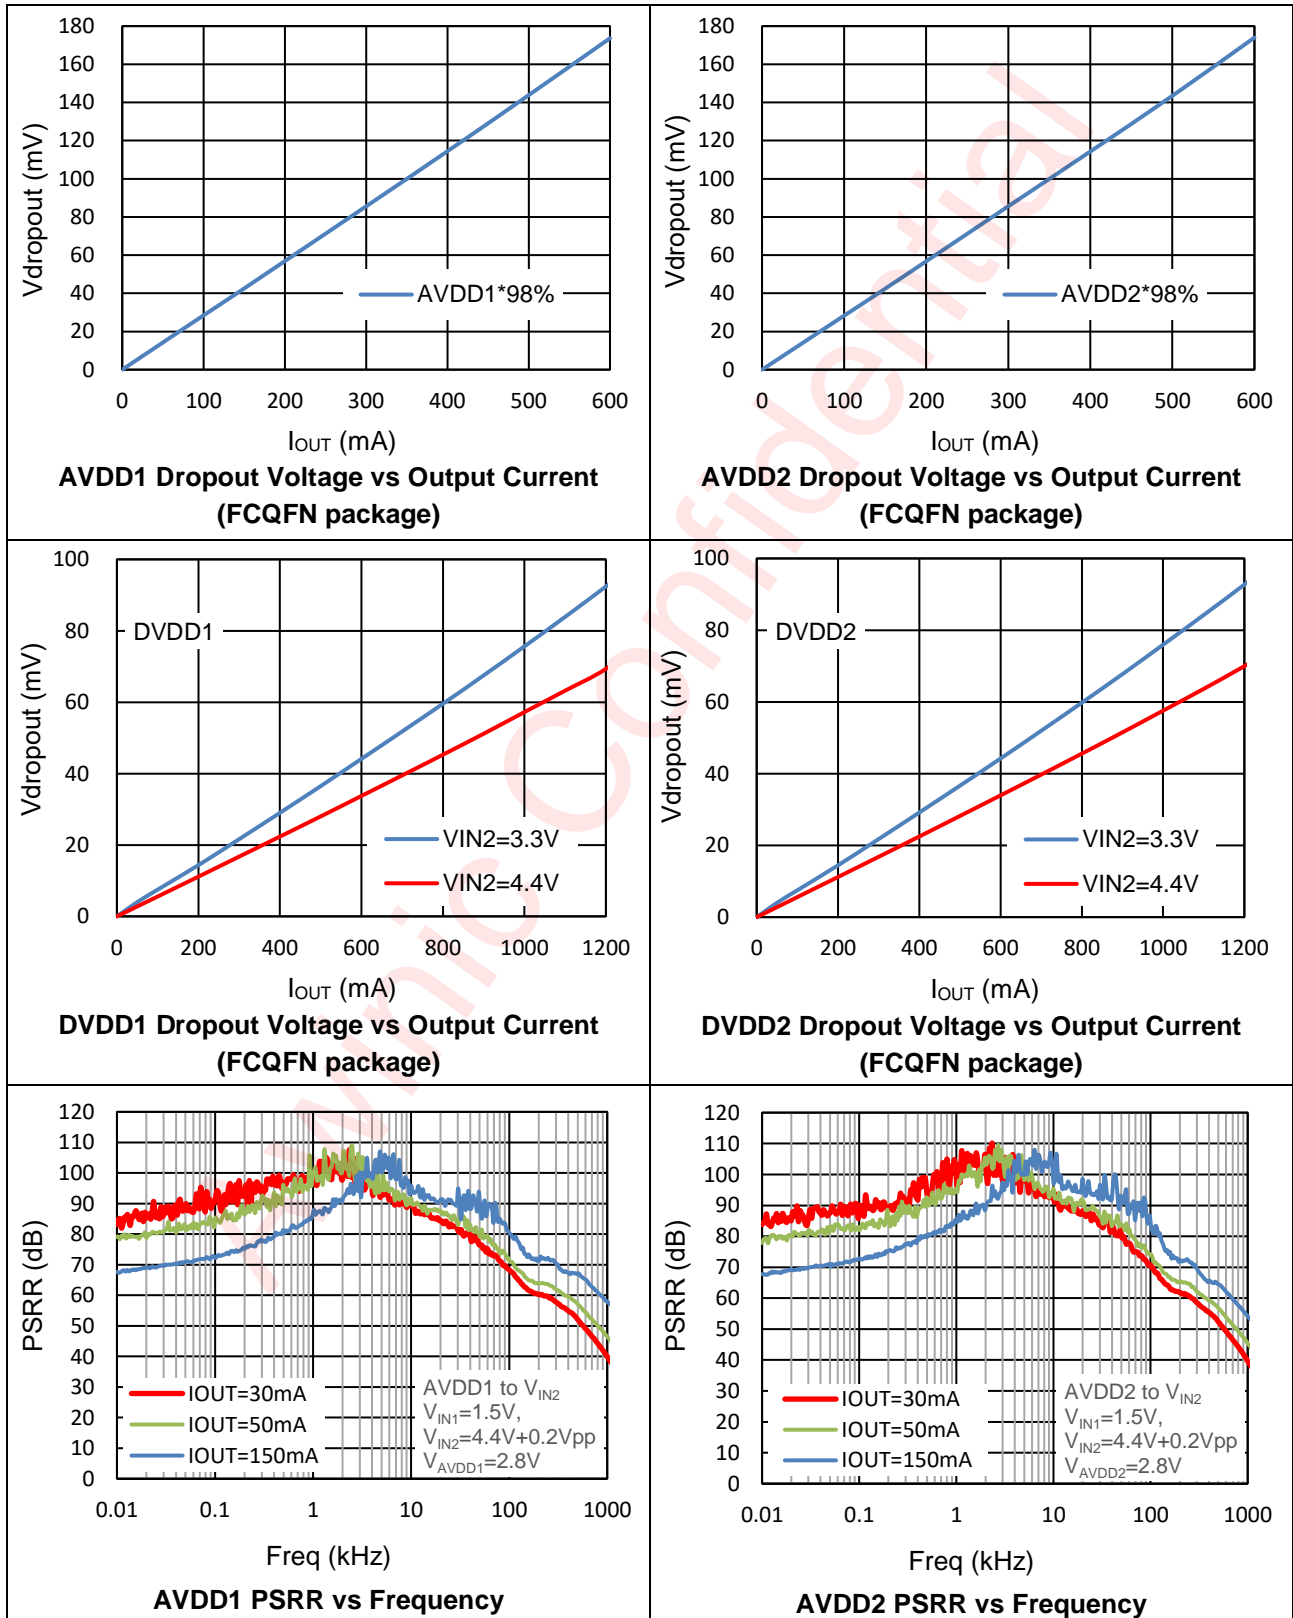 Vdropout (mV)
180
160
140
120
100
80
60
40
20
0
AVDD1*98%
0 100 200 300 400 500 600
IOUT (mA)
AVDD1 Dropout Voltage vs Output Current
(FCQFN package)
Vdropout (mV)
180
160
140
120
100
80
60
40
20
0
AVDD2*98%
0 100 200 300 400 500 600
IOUT (mA)
AVDD2 Dropout Voltage vs Output Current
(FCQFN package)
Vdropout (mV)
100
80
60
40
20
0
DVDD1
VIN2=3.3V
VIN2=4.4V
0 200 400 600 800 1000 1200
IOUT (mA)
DVDD1 Dropout Voltage vs Output Current
(FCQFN package)
Vdropout (mV)
100
80
60
40
20
0
DVDD2
VIN2=3.3V
VIN2=4.4V
0 200 400 600 800 1000 1200
IOUT (mA)
DVDD2 Dropout Voltage vs Output Current
(FCQFN package)
PSRR (dB)
120
110
100
90
80
70
60
50
40
30
20
10
0
IOUT=30mA
IOUT=50mA
IOUT=150mA
AVDD1 to VIN2
VIN1=1.5V,
VIN2=4.4V+0.2Vpp
VAVDD1=2.8V
0.01 0.1 1 10 100 1000
Freq (kHz)
AVDD1 PSRR vs Frequency
PSRR (dB)
120
110
100
90
80
70
60
50
40
30
20
10
0
IOUT=30mA
IOUT=50mA
IOUT=150mA
AVDD2 to VIN2
VIN1=1.5V,
VIN2=4.4V+0.2Vpp
VAVDD2=2.8V
0.01 0.1 1 10 100 1000
Freq (kHz)
AVDD2 PSRR vs Frequency
Awinic Confidential